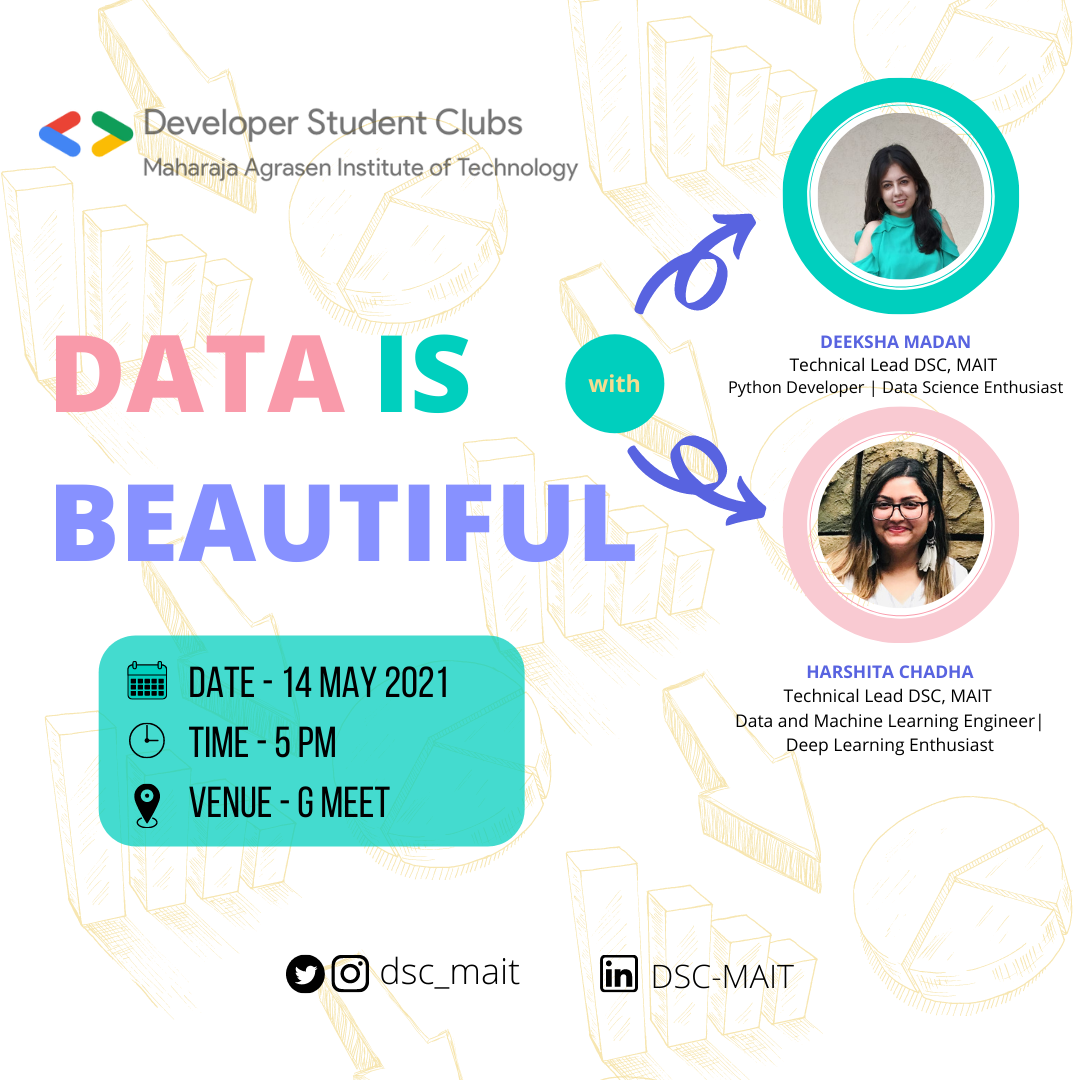 Developer Student Clubs
Maharaja Agrasen Institute of Technology
DATA IS
BEAUTIFUL
with
DEEKSHA MADAN
Technical Lead DSC, MAIT
Python Developer | Data Science Enthusiast
HARSHITA CHADHA
Technical Lead DSC, MAIT
Data and Machine Learning Engineer|
Deep Learning Enthusiast
DATE - 14 MAY 2021
TIME - 5 PM
VENUE - G MEET
dsc_mait
in DSC-MAIT